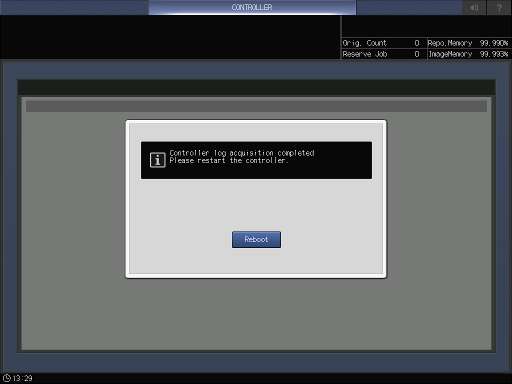 CONTROLLER
?
Orig. Count 0 Repo.Memory 99.990%
Reserve Job 0 ImageMemory 99.993%
i
Controller log acquisition completed
Please restart the controller.
Reboot
13:29